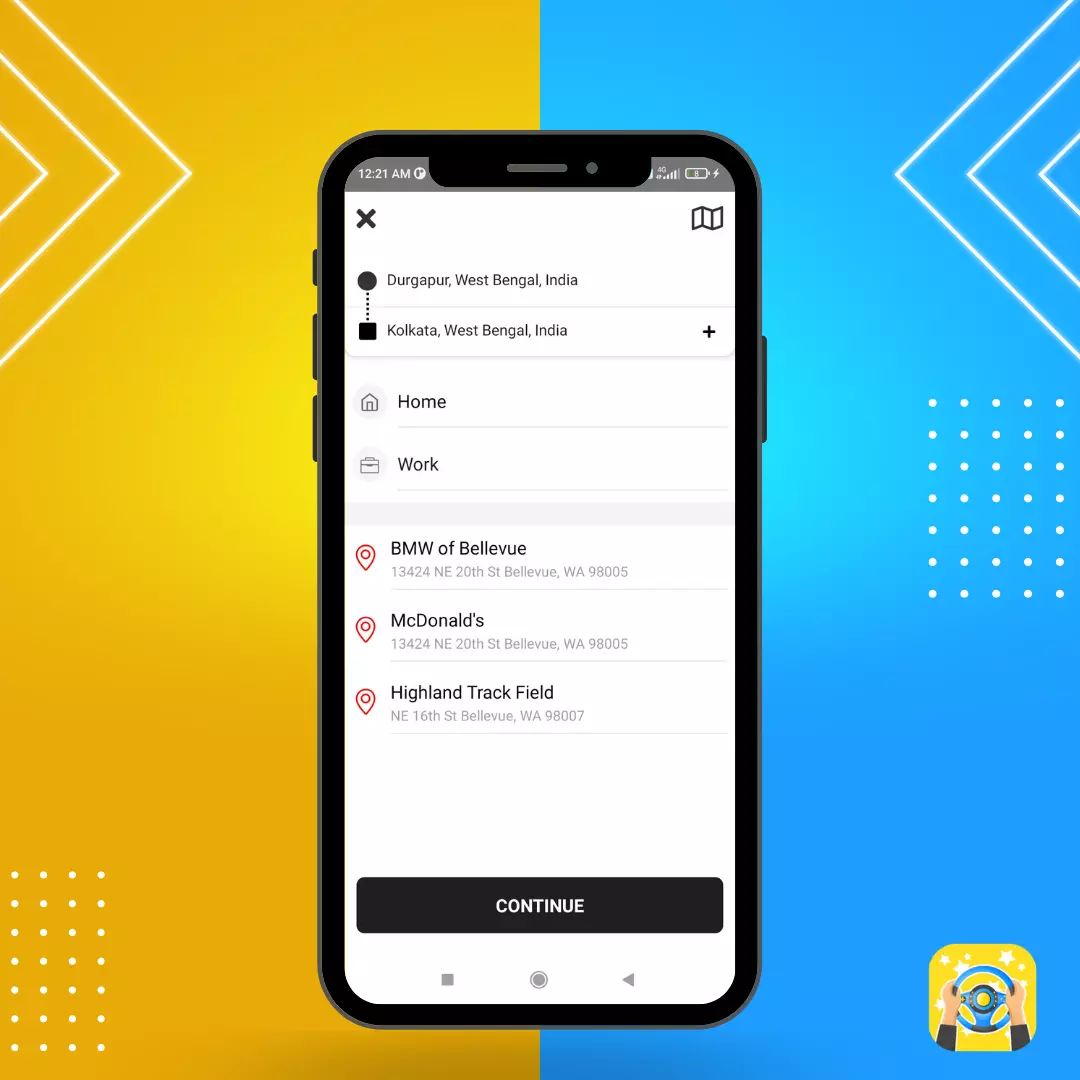 12:21 AM
4G
8
Durgapur, West Bengal, India
Kolkata, West Bengal, India
+
Home
Work
BMW of Bellevue
13424 NE 20th St Bellevue, WA 98005
McDonald's
13424 NE 20th St Bellevue, WA 98005
Highland Track Field
NE 16th St Bellevue, WA 98007
CONTINUE